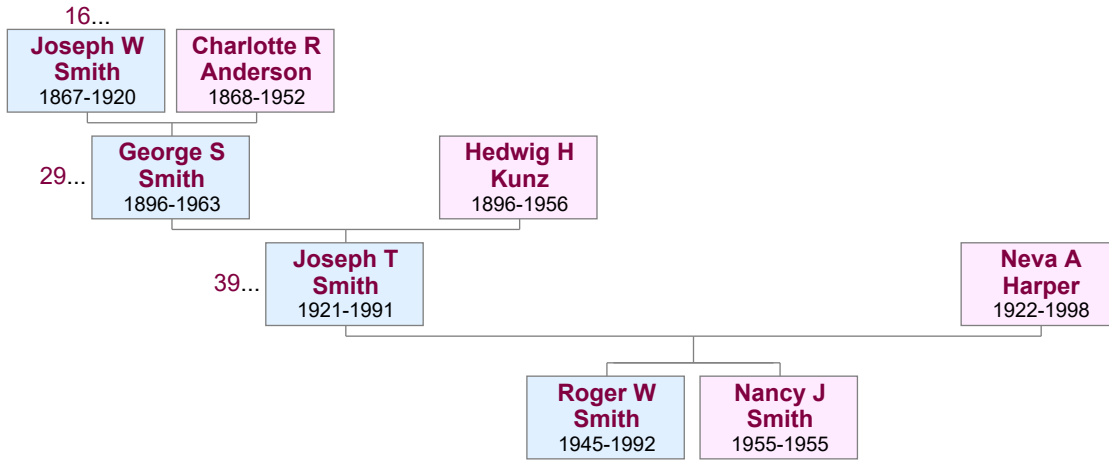 16...
Joseph W
Smith
1867-1920
Charlotte R
Anderson
1868-1952
29...
George S
Smith
1896-1963
Hedwig H
Kunz
1896-1956
39...
Joseph T
Smith
1921-1991
Neva A
Harper
1922-1998
Roger W
Smith
1945-1992
Nancy J
Smith
1955-1955